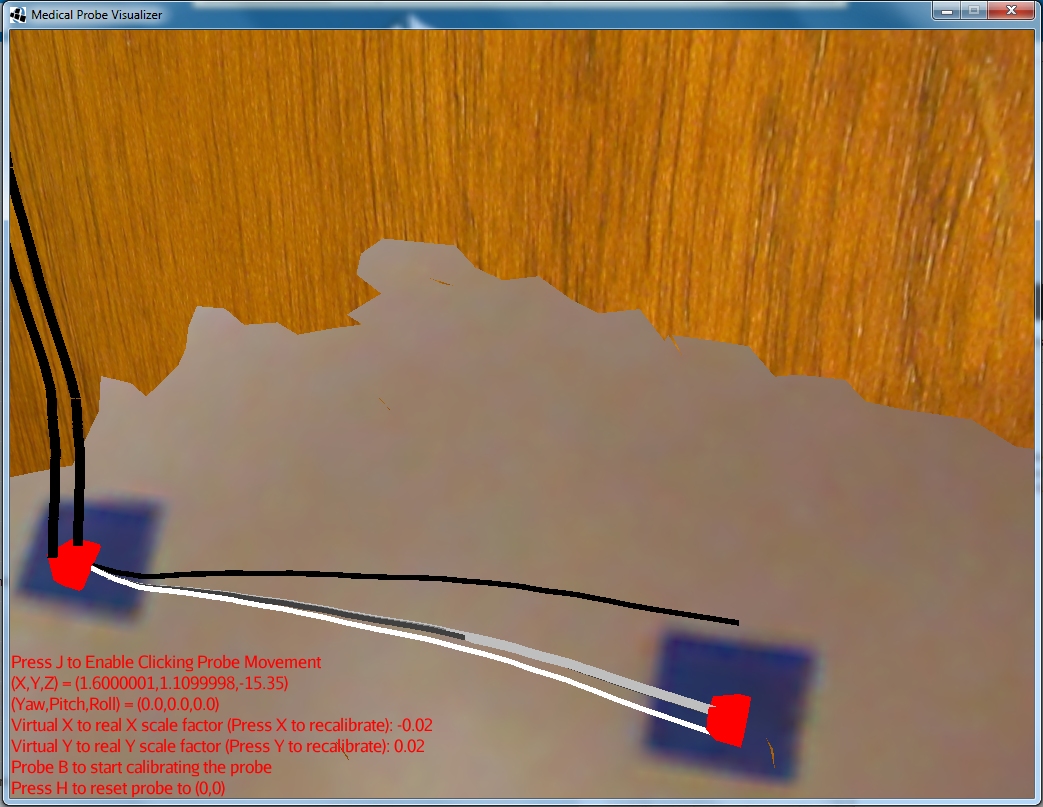 Medical Probe Visualizer
Press J to Enable Clicking Probe Movement
(X,Y,Z) = (1.6000001,1.1099998,-15.35)
(Yaw,Pitch,Roll) = (0.0,0.0,0.0)
Virtual X to real X scale factor (Press X to recalibrate): -0.02
Virtual Y to real Y scale factor (Press Y to recalibrate): 0.02
Probe B to start calibrating the probe
Press H to reset probe to (0,0)